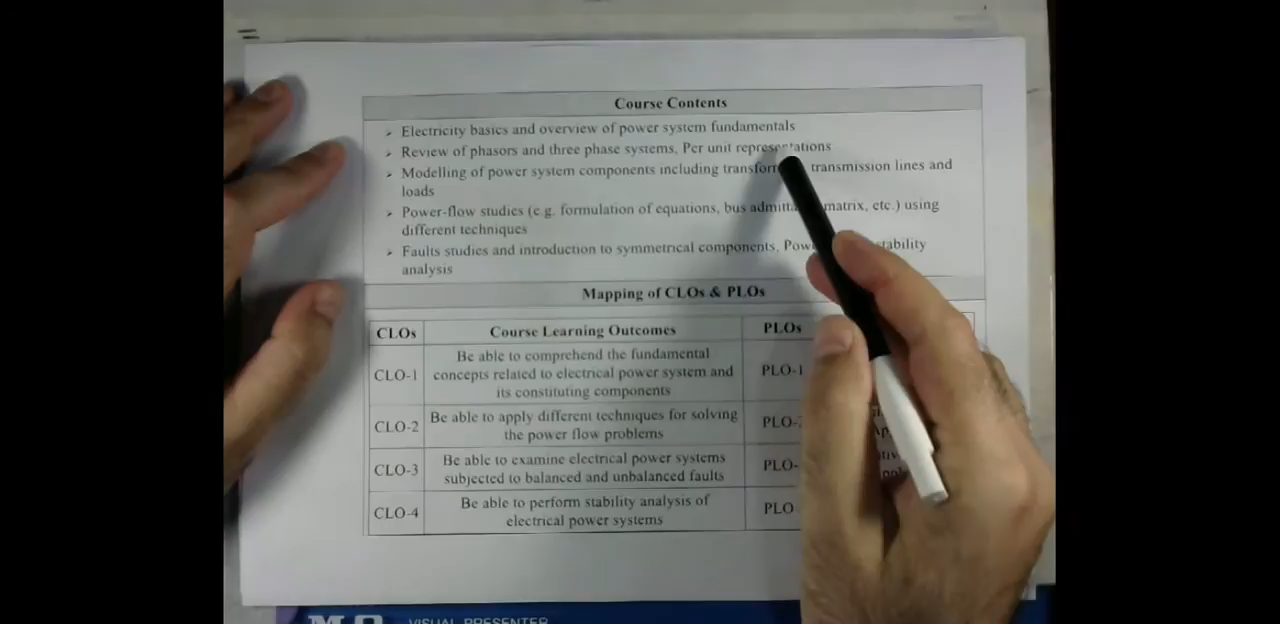 Course Contents
➢ Electricity basics and overview of power system fundamentals
➢ Review of phasors and three phase systems, Per unit representations
➢ Modelling of power system components including transmission lines and
loads
➢ Power-flow studies (e.g. formulation of equations, bus matrix, etc.) using
different techniques
➢ Faults studies and introduction to symmetrical components,
analysis
Mapping of CLOs & PLOs
CLOs Course Learning Outcomes PLOs
CLO-1 Be able to comprehend the fundamental
concepts related to electrical power system and
its constituting components
PLO-1
CLO-2 Be able to apply different techniques for solving
the power flow problems
PLO-
CLO-3 Be able to examine electrical power systems
subjected to balanced and unbalanced faults
PLO-
CLO-4 Be able to perform stability analysis of
electrical power systems
PLO
VISUAL PRESENTER